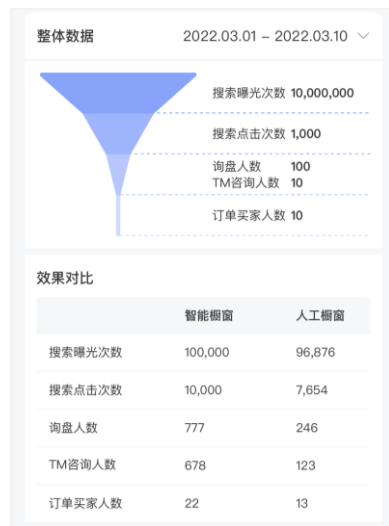 整体数据 2022.03.01 – 2022.03.10
搜索曝光次数 10,000,000
搜索点击次数 1,000
询盘人数 100
TM咨询人数 10
订单买家人数 10
效果对比
智能橱窗 人工橱窗
搜索曝光次数 100,000 96,876
搜索点击次数 10,000 7,654
询盘人数 777 246
TM咨询人数 678 123
订单买家人数 22 13